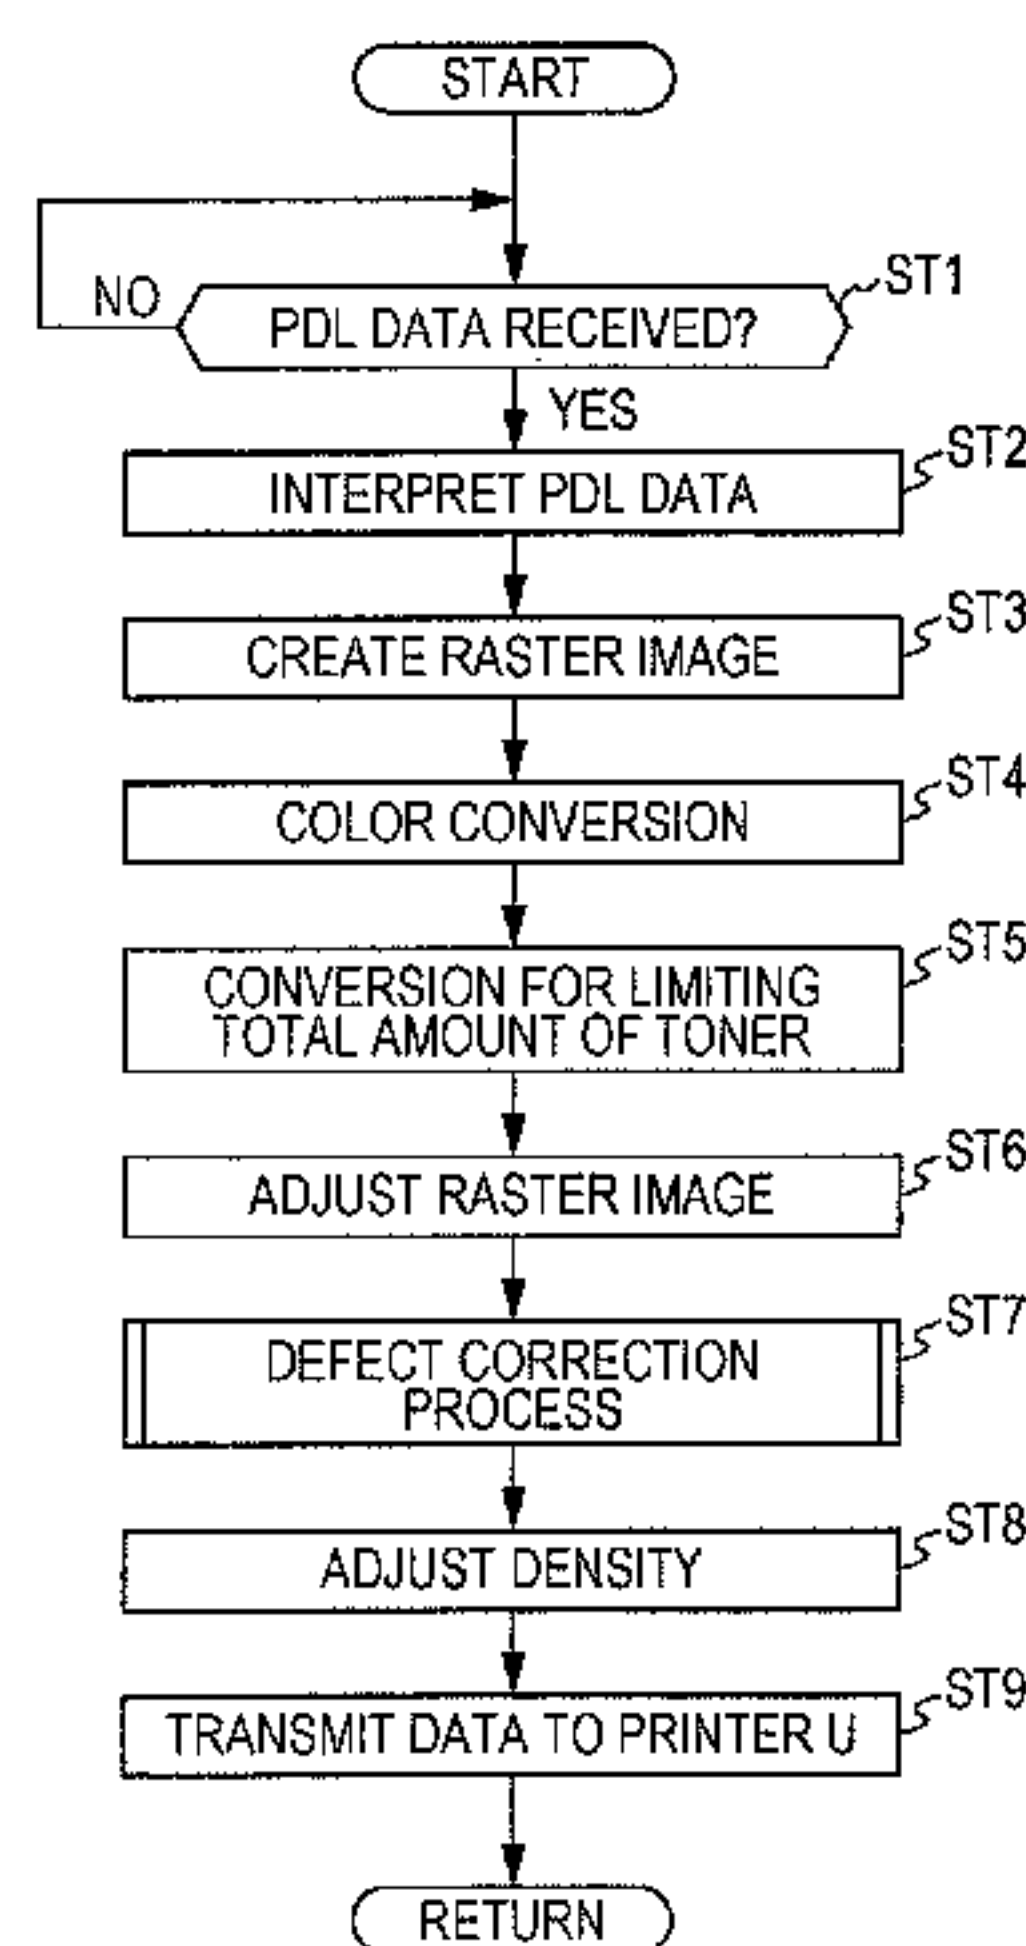 START
NO
PDL DATA RECEIVED?
ST1
YES
INTERPRET PDL DATA
ST2
CREATE RASTER IMAGE
ST3
COLOR CONVERSION
ST4
CONVERSION FOR LIMITING
TOTAL AMOUNT OF TONER
ST5
ADJUST RASTER IMAGE
ST6
DEFECT CORRECTION
PROCESS
ST7
ADJUST DENSITY
ST8
TRANSMIT DATA TO PRINTER U
ST9
RETURN